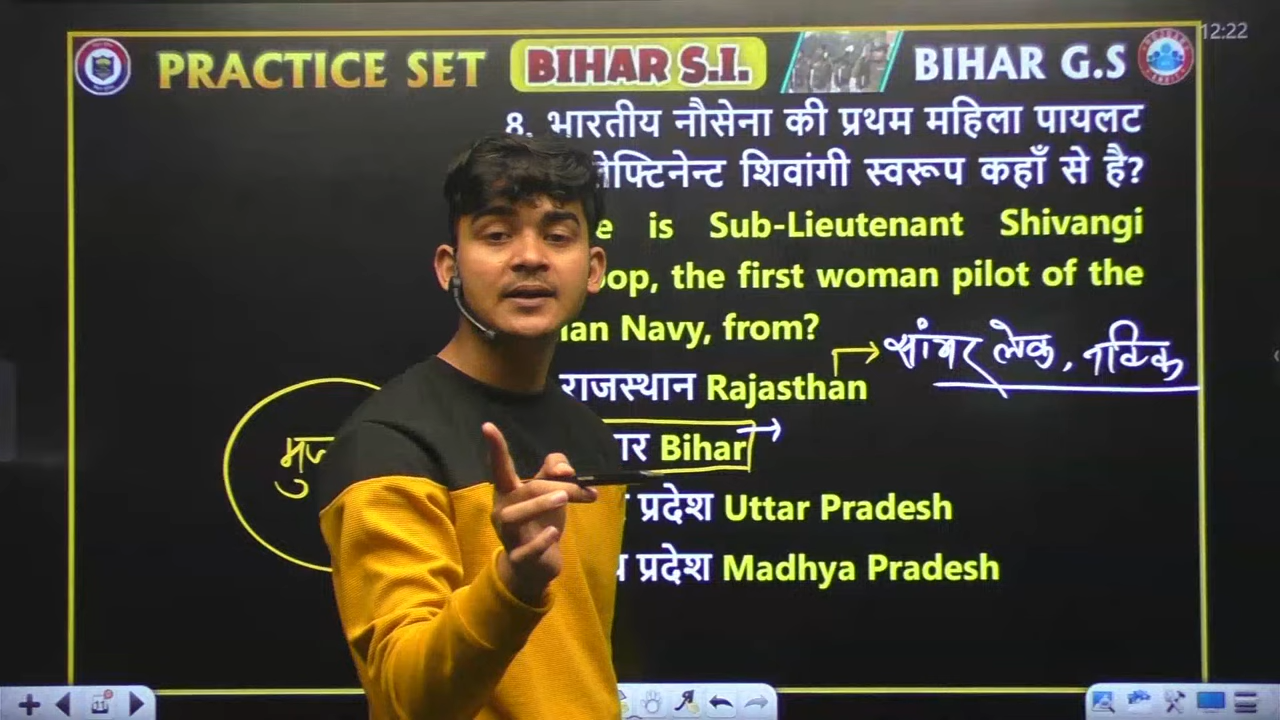 12:22
PRACTICE SET BIHAR S.I. BIHAR G.S
8. भारतीय नौसेना की प्रथम महिला पायलट
शिवांगी स्वरूप कहाँ से है?
is Sub-Lieutenant Shivangi
the first woman pilot of the
Navy, from?
सांभर लेक,
राजस्थान Rajasthan
Bihar
प्रदेश Uttar Pradesh
प्रदेश Madhya Pradesh